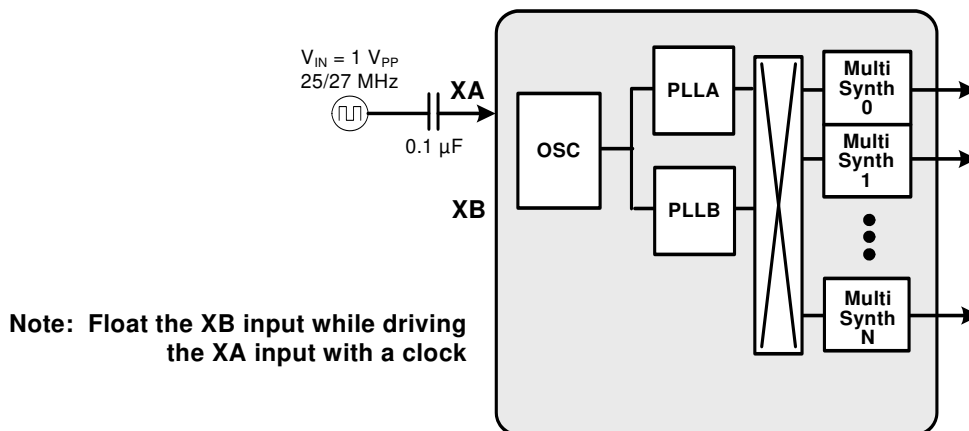 V_IN = 1 V_PP
25/27 MHz
XA
0.1 µF
XB
OSC
PLLA
PLLB
Multi
Synth
0
Multi
Synth
1
Multi
Synth
N
Note: Float the XB input while driving
the XA input with a clock